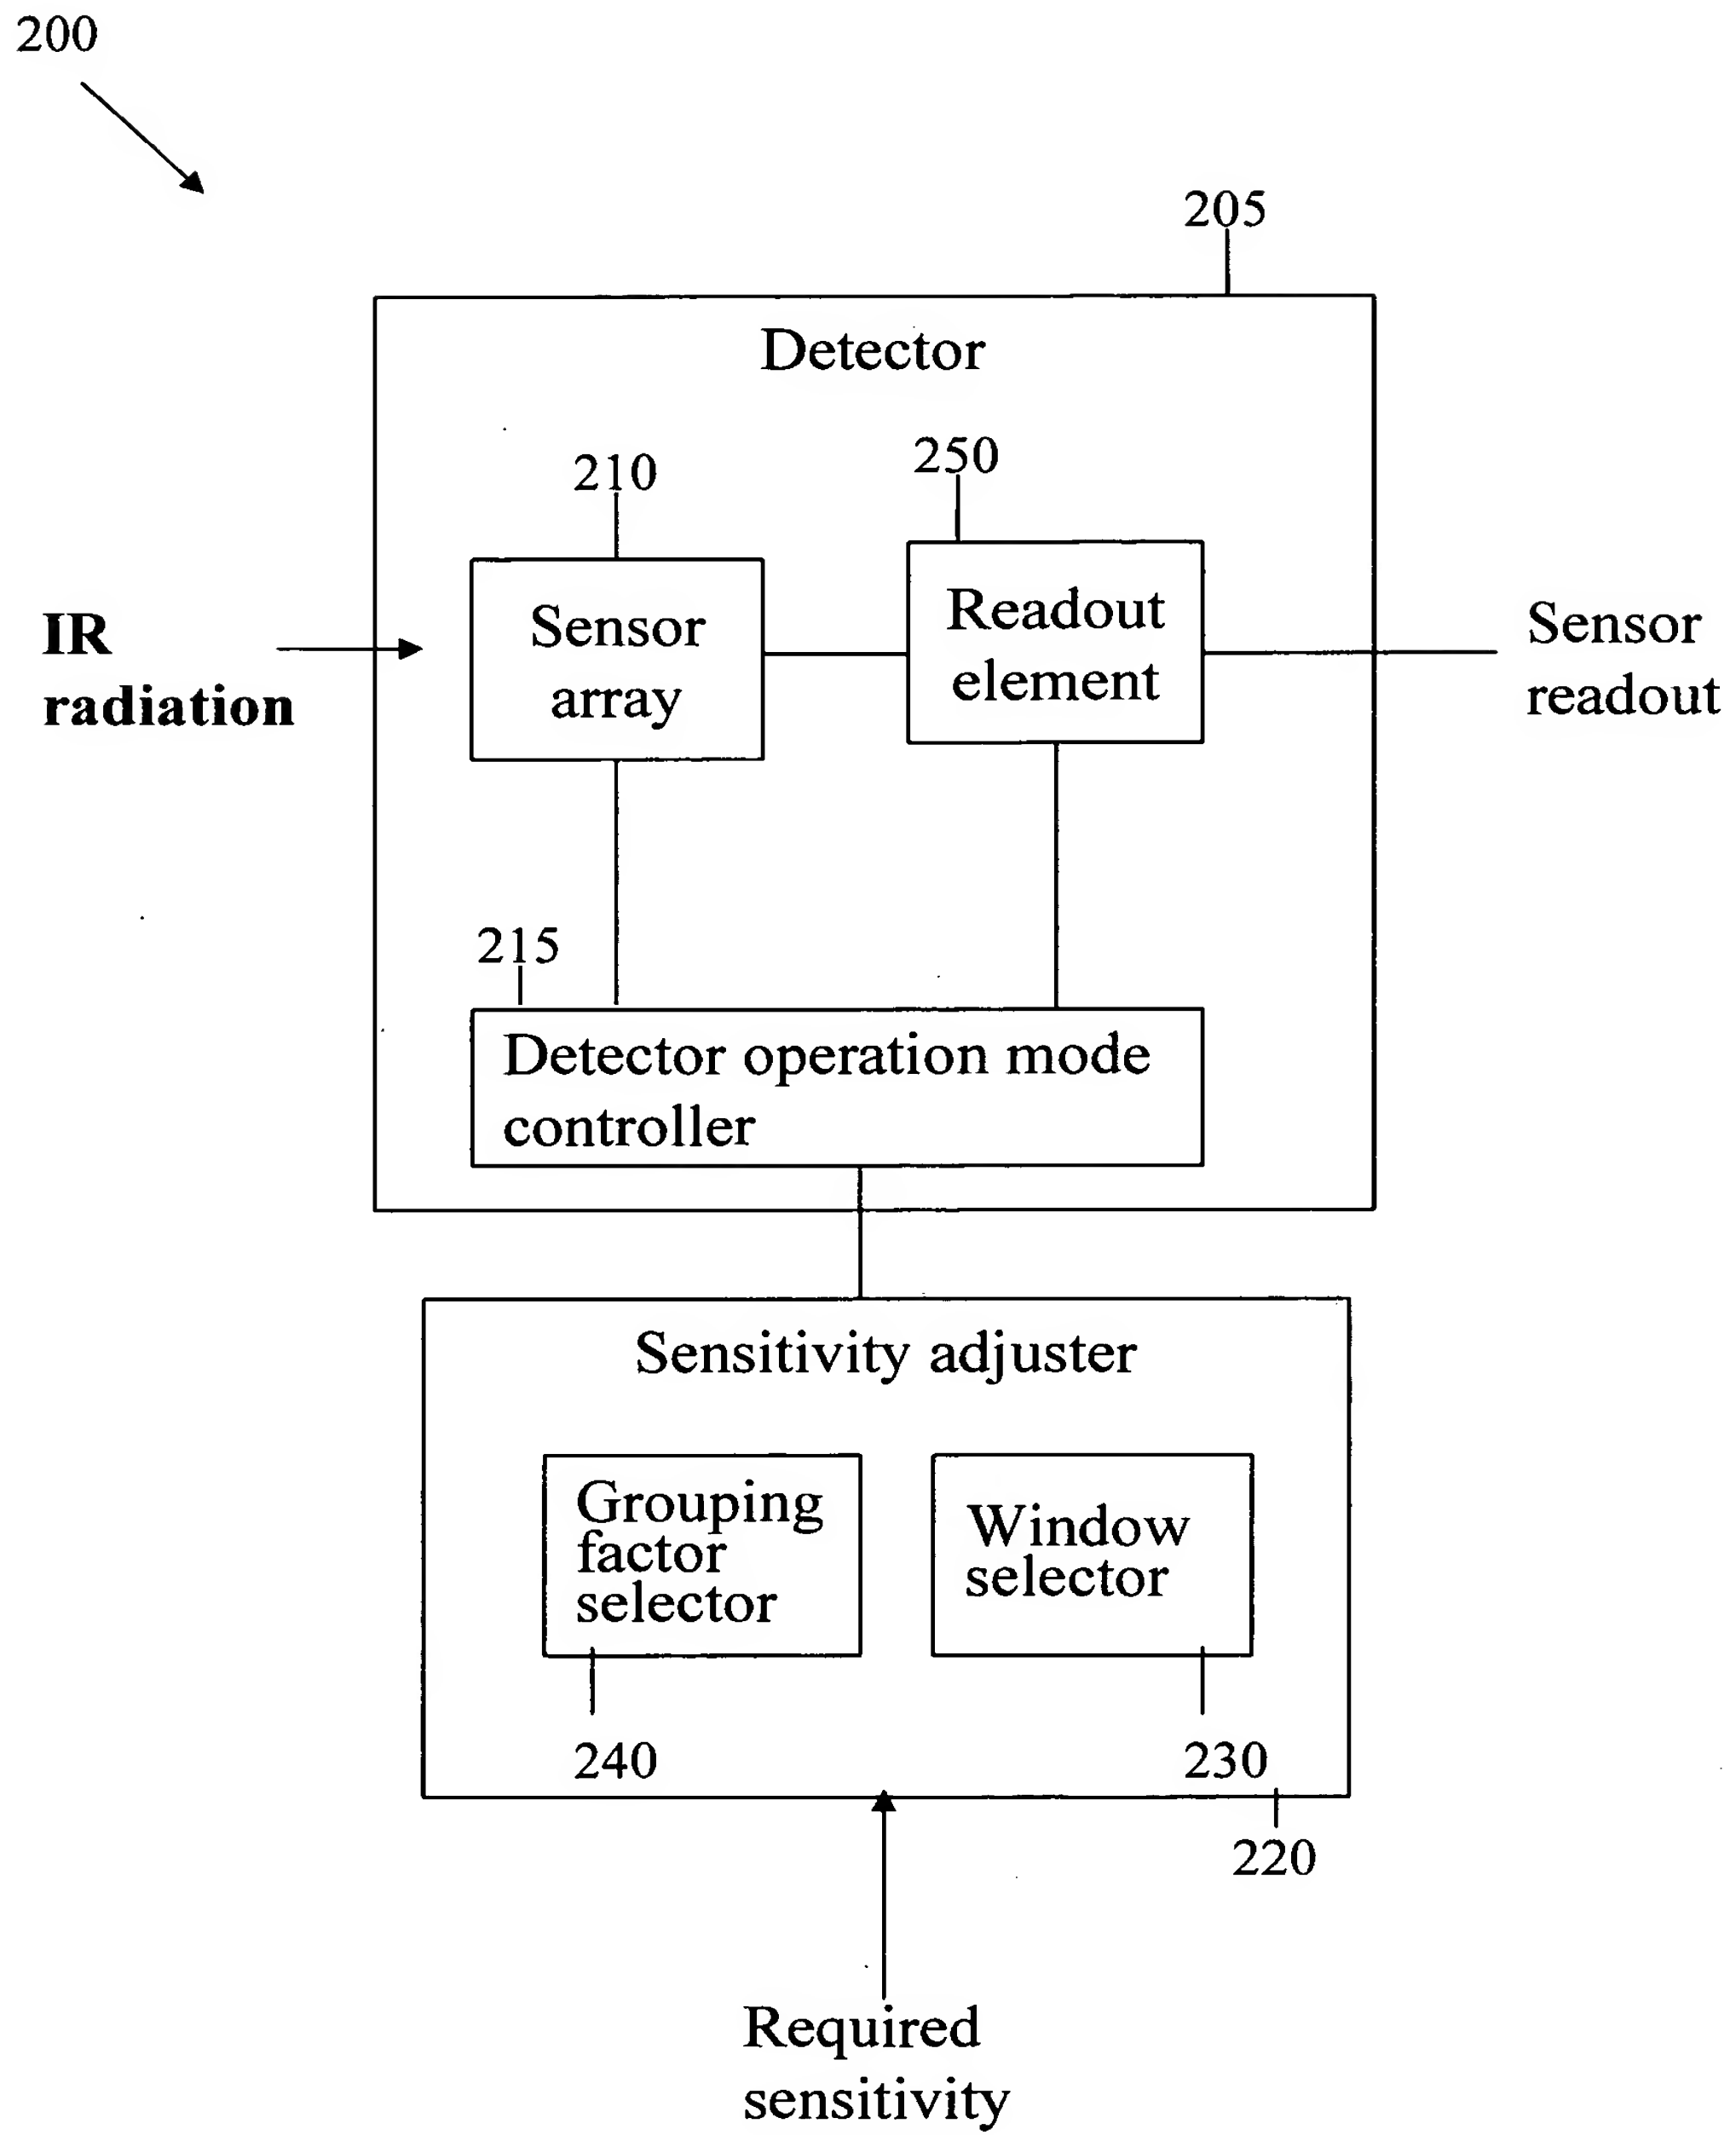 200
205
Detector
210
250
Sensor
array
Readout
element
IR
radiation
Sensor
readout
215
Detector operation mode
controller
Sensitivity adjuster
Grouping
factor
selector
Window
selector
240
230
220
Required
sensitivity